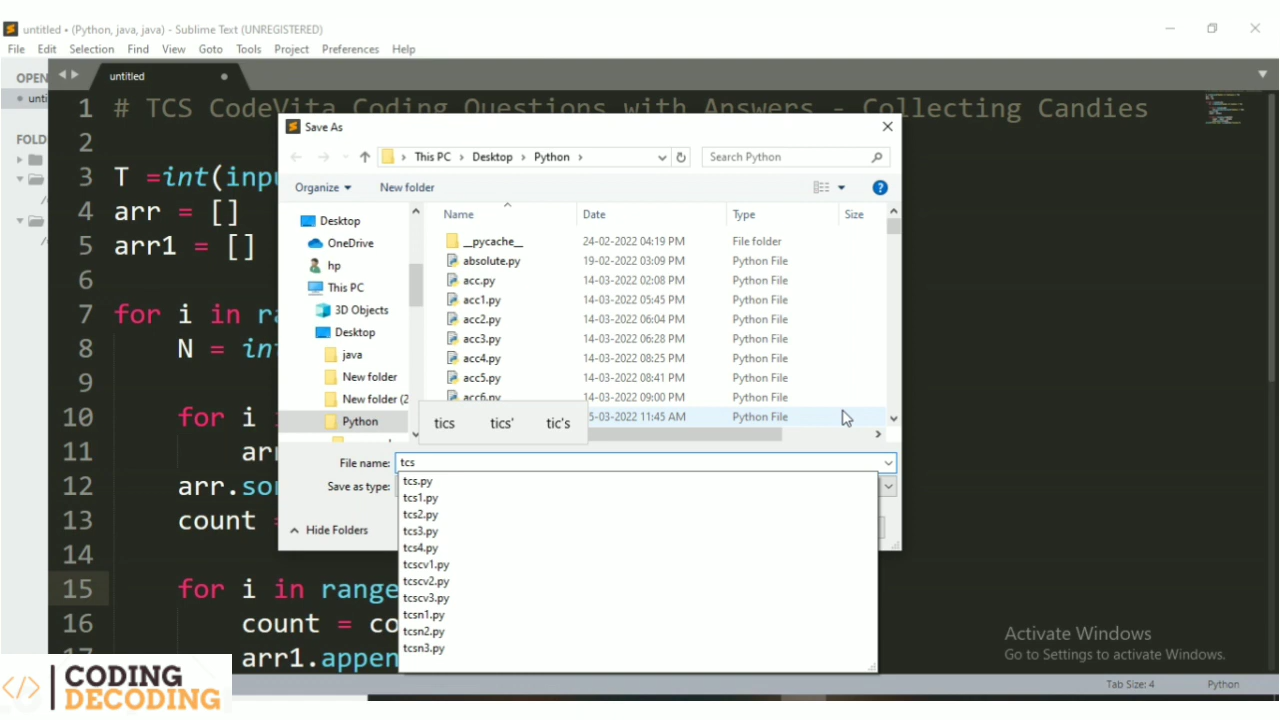 untitled • (Python, java, java) - Sublime Text (UNREGISTERED)
File Edit Selection Find View Goto Tools Project Preferences Help
OPEN
untitled
unti
FOLD
1 # TCS CodeVita Coding Questions with Answers - Collecting Candies
2
3 T =int(inpu
4 arr = []
5 arr1 = []
6
7 for i in ra
8 N = int
9
10 for i i
11 arr
12 arr.sor
13 count =
14
15 for i in range
16 count = co
17 arr1.appen
Save As
This PC > Desktop > Python >
Search Python
Organize New folder
Desktop
OneDrive
hp
This PC
3D Objects
Desktop
java
New folder
New folder (2
Python
Name Date Type Size
__pycache__ 24-02-2022 04:19 PM File folder
absolute.py 19-02-2022 03:09 PM Python File
acc.py 14-03-2022 02:08 PM Python File
acc1.py 14-03-2022 05:45 PM Python File
acc2.py 14-03-2022 06:04 PM Python File
acc3.py 14-03-2022 06:28 PM Python File
acc4.py 14-03-2022 08:25 PM Python File
acc5.py 14-03-2022 08:41 PM Python File
acc6.py 14-03-2022 09:00 PM Python File
5-03-2022 11:45 AM Python File
tics tics' tic's
File name: tcs
Save as type:
tcs.py
tcs1.py
tcs2.py
tcs3.py
tcs4.py
tcscv1.py
tcscv2.py
tcscv3.py
tcsn1.py
tcsn2.py
tcsn3.py
Hide Folders
Activate Windows
Go to Settings to activate Windows.
Tab Size: 4 Python
</> CODING
DECODING